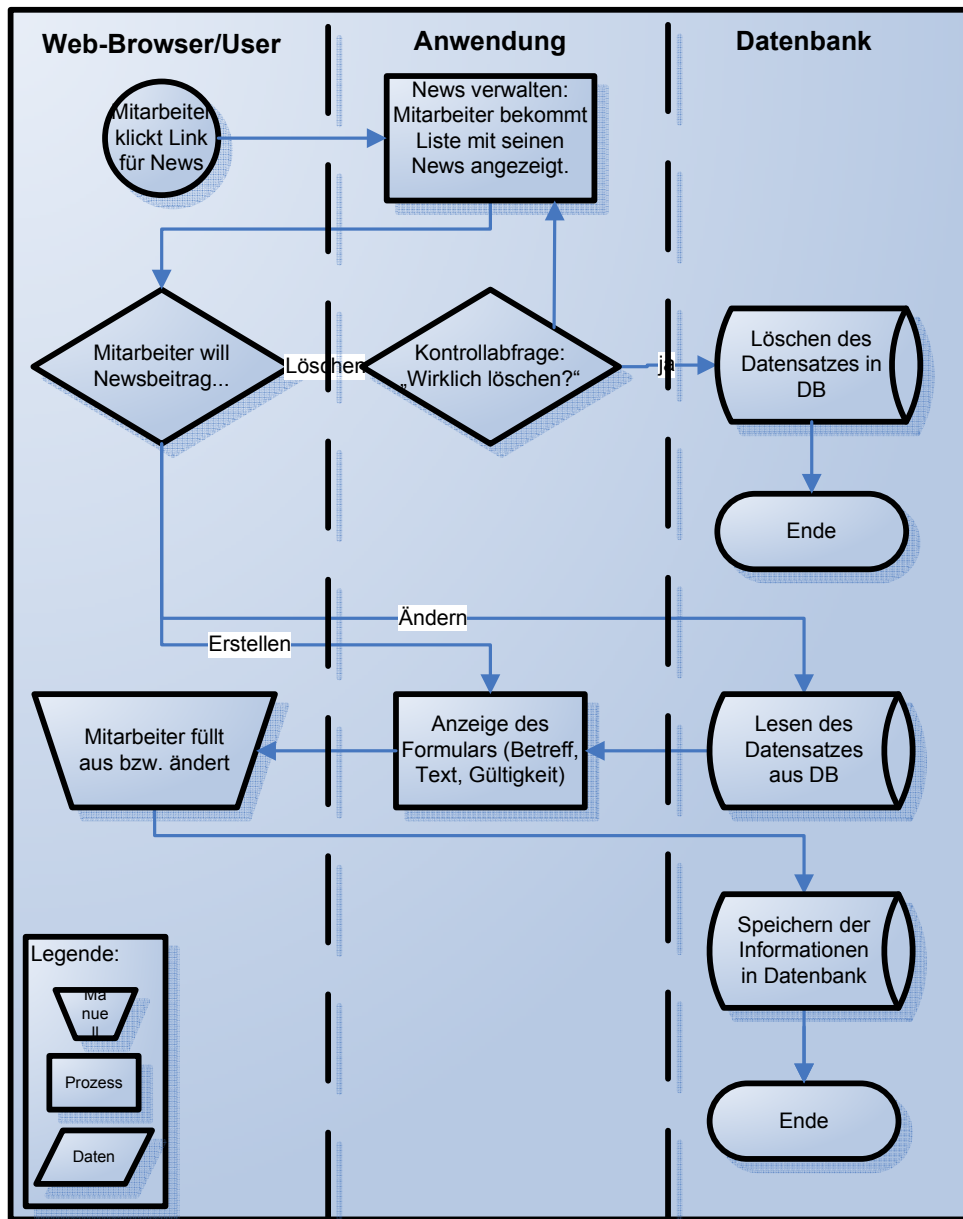 Web-Browser/User
Anwendung
Datenbank
Mitarbeiter
klickt Link
für News
News verwalten:
Mitarbeiter bekommt
Liste mit seinen
News angezeigt.
Mitarbeiter will
Newsbeitrag...
Löschen
Kontrollabfrage:
„Wirklich löschen?“
ja
Löschen des
Datensatzes in
DB
Ende
Ändern
Erstellen
Mitarbeiter füllt
aus bzw. ändert
Anzeige des
Formulars (Betreff,
Text, Gültigkeit)
Lesen des
Datensatzes
aus DB
Speichern der
Informationen
in Datenbank
Ende
Legende:
Ma
nue
ll
Prozess
Daten